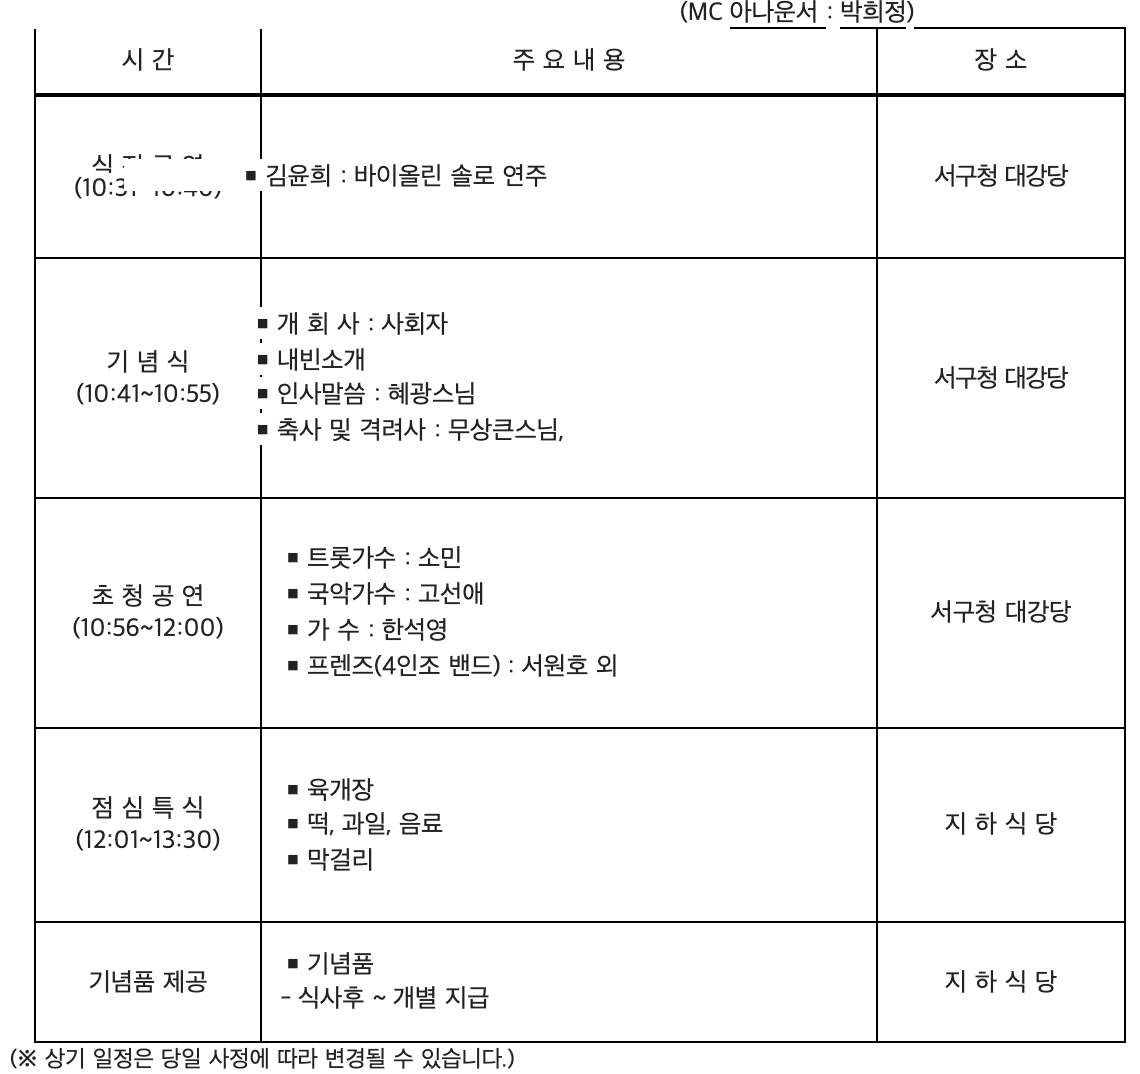 (MC 아나운서 : 박희정)
시 간 주 요 내 용 장 소
■ 김윤희 : 바이올린 솔로 연주
서구청 대강당
기 념 식
(10:41~10:55)
■ 개 회 사 : 사회자
■ 내빈소개
■ 인사말씀 : 혜광스님
■ 축사 및 격려사 : 무상큰스님,
서구청 대강당
초 청 공 연
(10:56~12:00)
■ 트롯가수 : 소민
■ 국악가수 : 고선애
■ 가 수 : 한석영
■ 프렌즈(4인조 밴드) : 서원호 외
서구청 대강당
점 심 특 식
(12:01~13:30)
■ 육개장
■ 떡, 과일, 음료
■ 막걸리
지 하 식 당
기념품 제공
■ 기념품
- 식사후 ~ 개별 지급
지 하 식 당
(※ 상기 일정은 당일 사정에 따라 변경될 수 있습니다.)